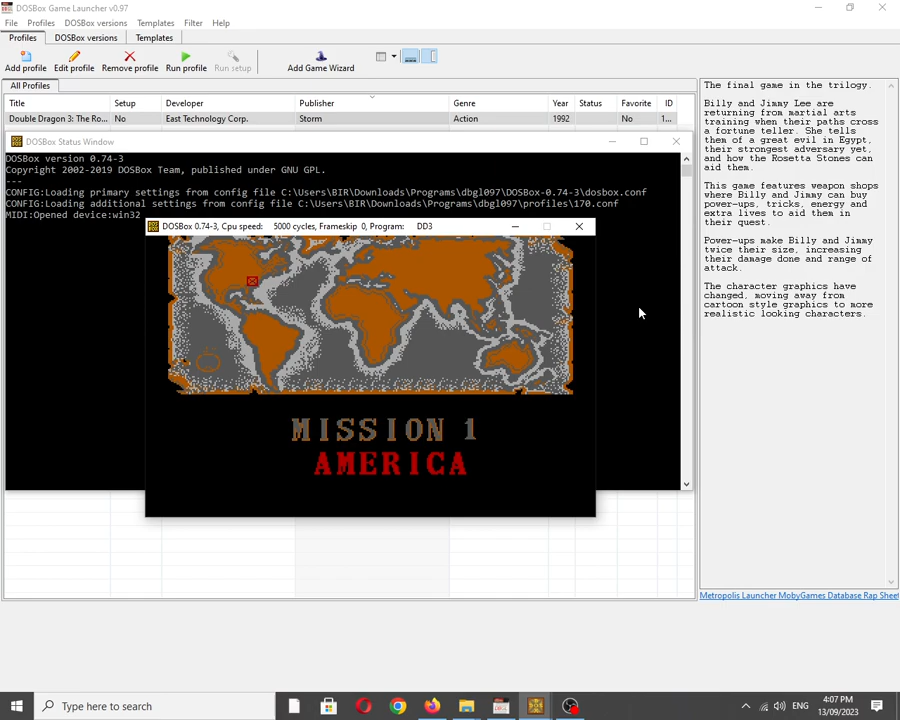 DOSBox Game Launcher v0.97
File Profiles DOSBox versions Templates Filter Help
Profiles DOSBox versions Templates
Add profile Edit profile Remove profile Run profile Run setup Add Game Wizard
All Profiles
Title Setup Developer Publisher Genre Year Status Favorite ID
Double Dragon 3: The Ro... No East Technology Corp. Storm Action 1992 No 1...
DOSBox Status Window
DOSBox version 0.74-3
Copyright 2002-2019 DOSBox Team, published under GNU GPL.
---
CONFIG:Loading primary settings from config file C:\Users\BIR\Downloads\Programs\dbgl097\DOSBox-0.74-3\dosbox.conf
CONFIG:Loading additional settings from config file C:\Users\BIR\Downloads\Programs\dbgl097\profiles\170.conf
MIDI:Opened device:win32
DOSBox 0.74-3, Cpu speed: 5000 cycles, Frameskip 0, Program: DD3
MISSION 1
AMERICA
The final game in the trilogy.
Billy and Jimmy Lee are
returning from martial arts
training when their paths cross
a fortune teller. She tells
them of a great evil in Egypt,
their strongest adversary yet,
and how the Rosetta Stones can
aid them.
This game features weapon shops
where Billy and Jimmy can buy
power-ups, tricks, energy and
extra lives to aid them in
their quest.
Power-ups make Billy and Jimmy
twice their size, increasing
their damage done and range of
attack.
The character graphics have
changed, moving away from
cartoon style graphics to more
realistic looking characters.
Metropolis Launcher MobyGames Database Rap Sheet
Type here to search
ENG
4:07 PM
13/09/2023